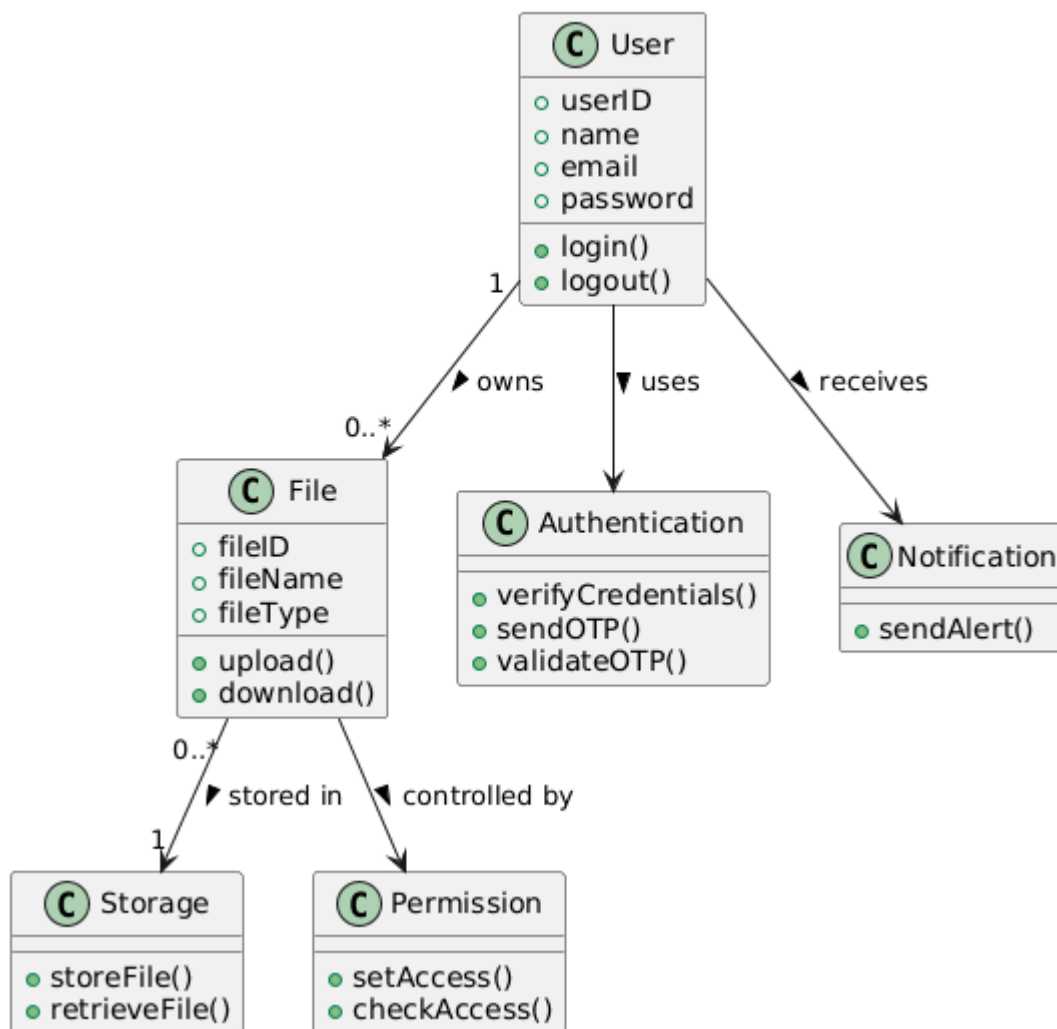 C User
userID
name
email
password
login()
logout()
1
owns
uses
receives
0..*
C File
fileID
fileName
fileType
upload()
download()
C Authentication
verifyCredentials()
sendOTP()
validateOTP()
C Notification
sendAlert()
0..*
stored in
controlled by
1
C Storage
storeFile()
retrieveFile()
C Permission
setAccess()
checkAccess()